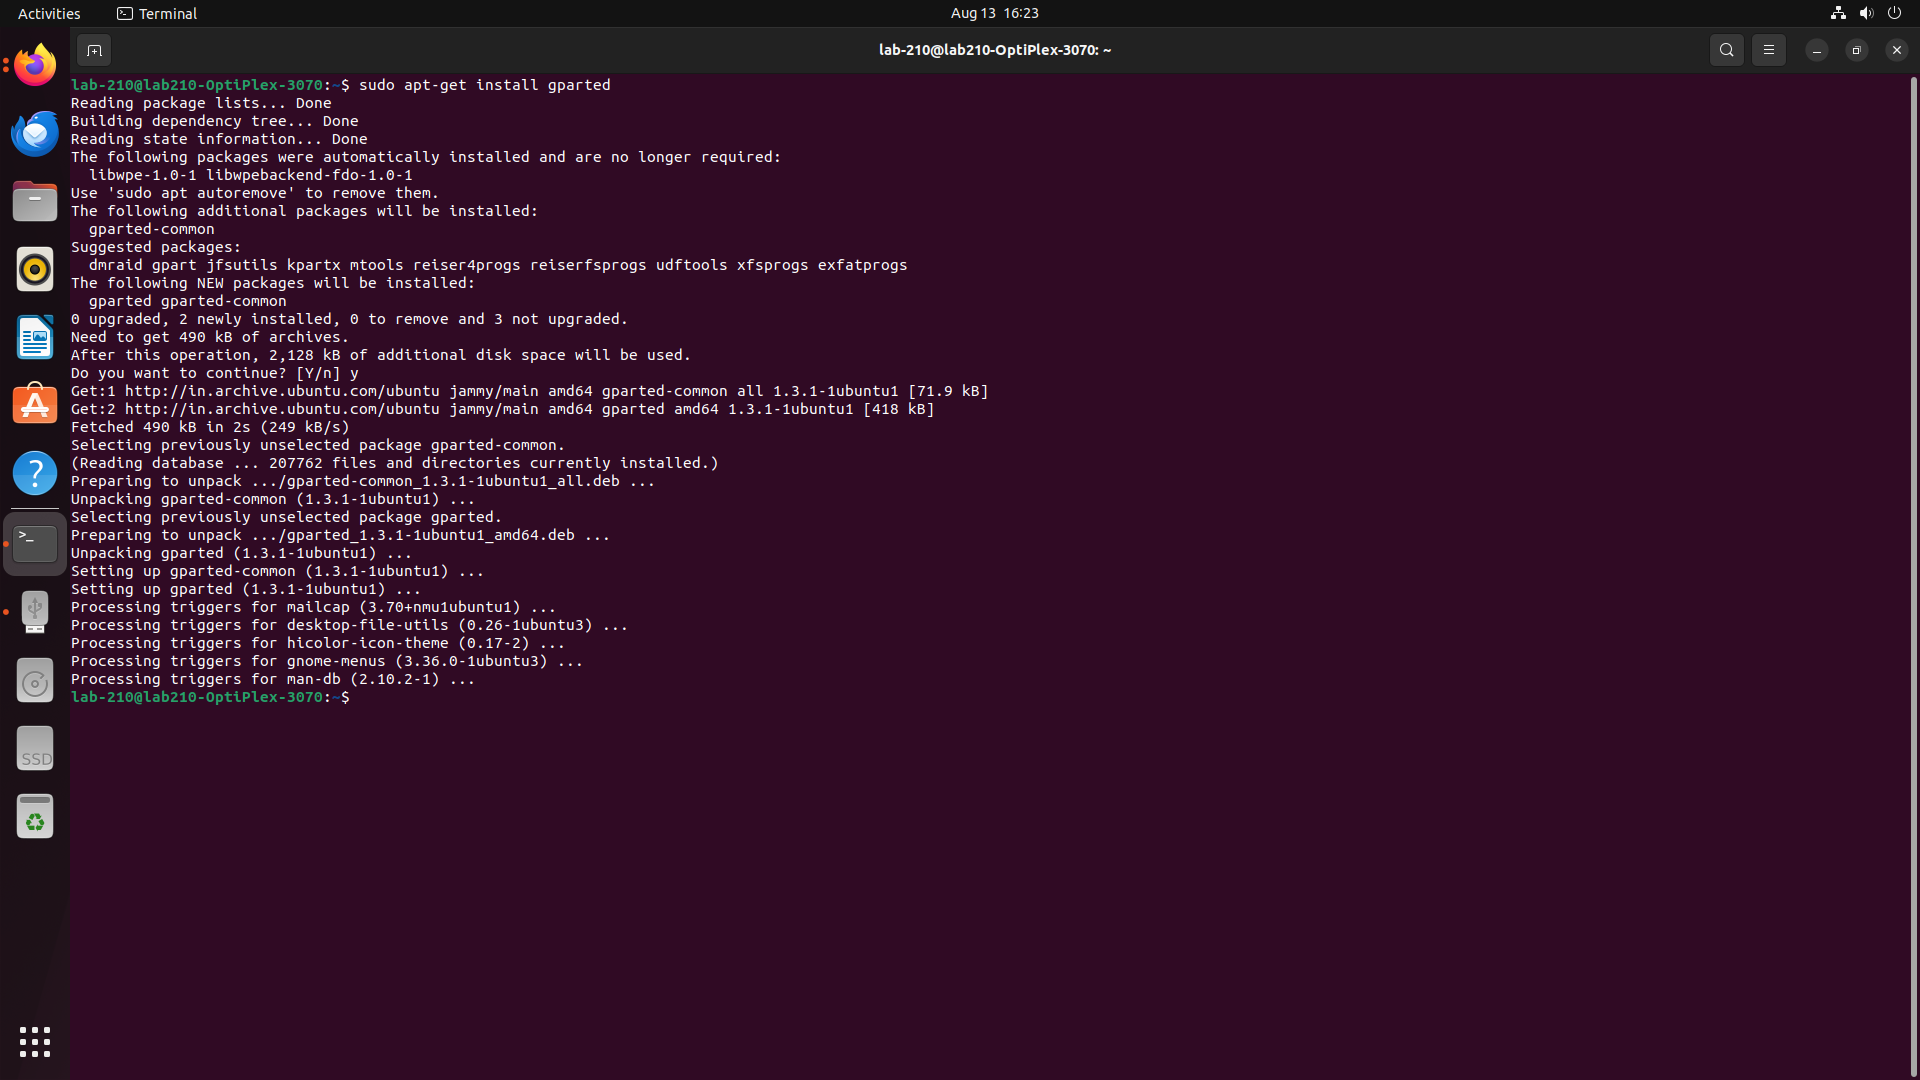 Activities
Terminal
Aug 13 16:23
lab-210@lab210-OptiPlex-3070: ~
lab-210@lab210-OptiPlex-3070:~$ sudo apt-get install gparted
Reading package lists... Done
Building dependency tree... Done
Reading state information... Done
The following packages were automatically installed and are no longer required:
  libwpe-1.0-1 libwpebackend-fdo-1.0-1
Use 'sudo apt autoremove' to remove them.
The following additional packages will be installed:
  gparted-common
Suggested packages:
  dmraid gpart jfsutils kpartx mtools reiser4progs reiserfsprogs udftools xfsprogs exfatprogs
The following NEW packages will be installed:
  gparted gparted-common
0 upgraded, 2 newly installed, 0 to remove and 3 not upgraded.
Need to get 490 kB of archives.
After this operation, 2,128 kB of additional disk space will be used.
Do you want to continue? [Y/n] y
Get:1 http://in.archive.ubuntu.com/ubuntu jammy/main amd64 gparted-common all 1.3.1-1ubuntu1 [71.9 kB]
Get:2 http://in.archive.ubuntu.com/ubuntu jammy/main amd64 gparted amd64 1.3.1-1ubuntu1 [418 kB]
Fetched 490 kB in 2s (249 kB/s)
Selecting previously unselected package gparted-common.
(Reading database ... 207762 files and directories currently installed.)
Preparing to unpack .../gparted-common_1.3.1-1ubuntu1_all.deb ...
Unpacking gparted-common (1.3.1-1ubuntu1) ...
Selecting previously unselected package gparted.
Preparing to unpack .../gparted_1.3.1-1ubuntu1_amd64.deb ...
Unpacking gparted (1.3.1-1ubuntu1) ...
Setting up gparted-common (1.3.1-1ubuntu1) ...
Setting up gparted (1.3.1-1ubuntu1) ...
Processing triggers for mailcap (3.70+nmu1ubuntu1) ...
Processing triggers for desktop-file-utils (0.26-1ubuntu3) ...
Processing triggers for hicolor-icon-theme (0.17-2) ...
Processing triggers for gnome-menus (3.36.0-1ubuntu3) ...
Processing triggers for man-db (2.10.2-1) ...
lab-210@lab210-OptiPlex-3070:~$
SSD